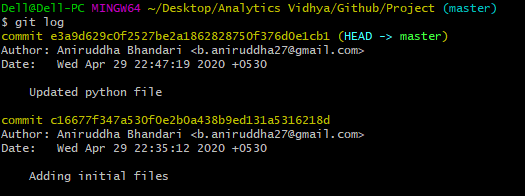 Dell@Dell-PC MINGW64 ~/Desktop/Analytics Vidhya/Github/Project (master)
$ git log
commit e3a9d629c0f2527be2a1862828750f376d0e1cb1 (HEAD -> master)
Author: Aniruddha Bhandari <b.aniruddha27@gmail.com>
Date:   Wed Apr 29 22:47:19 2020 +0530
    Updated python file
commit c16677f347a530f0e2b0a438b9ed131a5316218d
Author: Aniruddha Bhandari <b.aniruddha27@gmail.com>
Date:   Wed Apr 29 22:35:12 2020 +0530
    Adding initial files